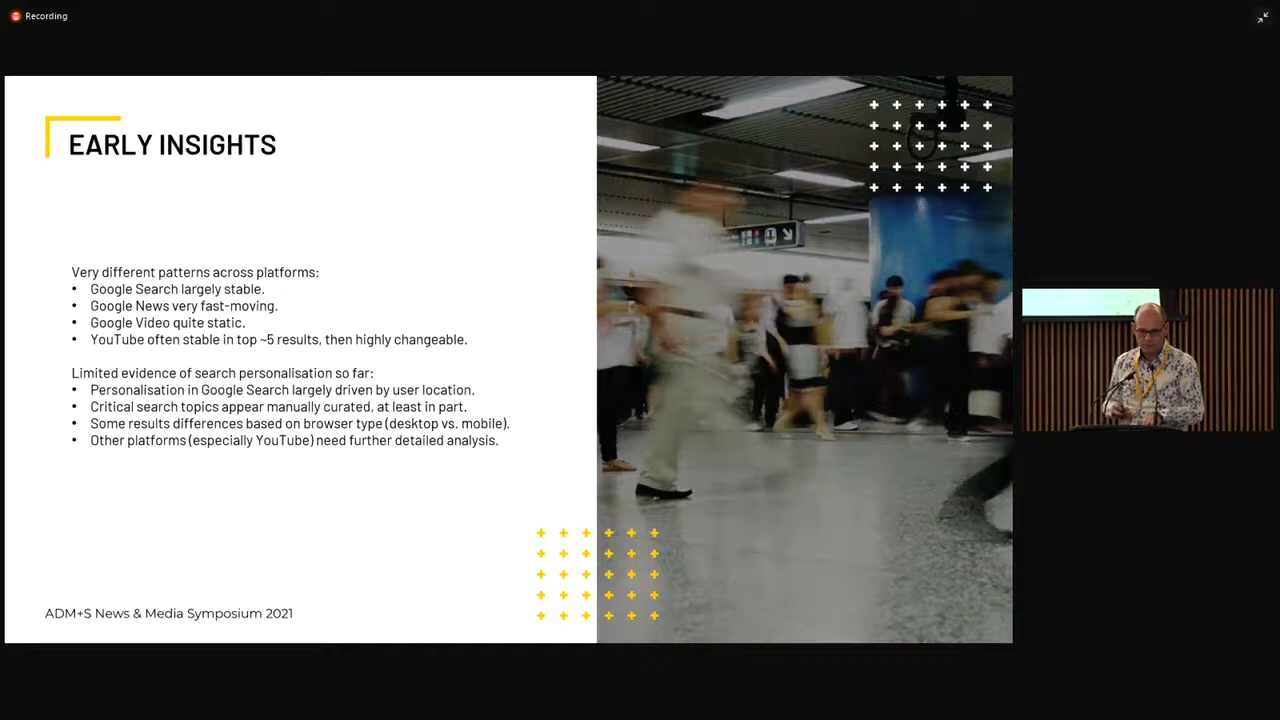 Recording
EARLY INSIGHTS
Very different patterns across platforms:
• Google Search largely stable.
• Google News very fast-moving.
• Google Video quite static.
• YouTube often stable in top ~5 results, then highly changeable.
Limited evidence of search personalisation so far:
• Personalisation in Google Search largely driven by user location.
• Critical search topics appear manually curated, at least in part.
• Some results differences based on browser type (desktop vs. mobile).
• Other platforms (especially YouTube) need further detailed analysis.
ADM+S News & Media Symposium 2021